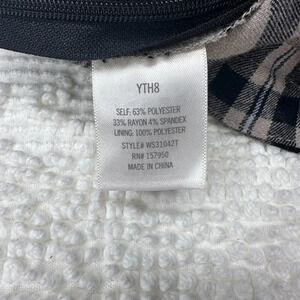 YTH8
SELF: 63% POLYESTER
33% RAYON 4% SPANDEX
LINING: 100% POLYESTER
STYLE# WS31042T
RN# 157950
MADE IN CHINA